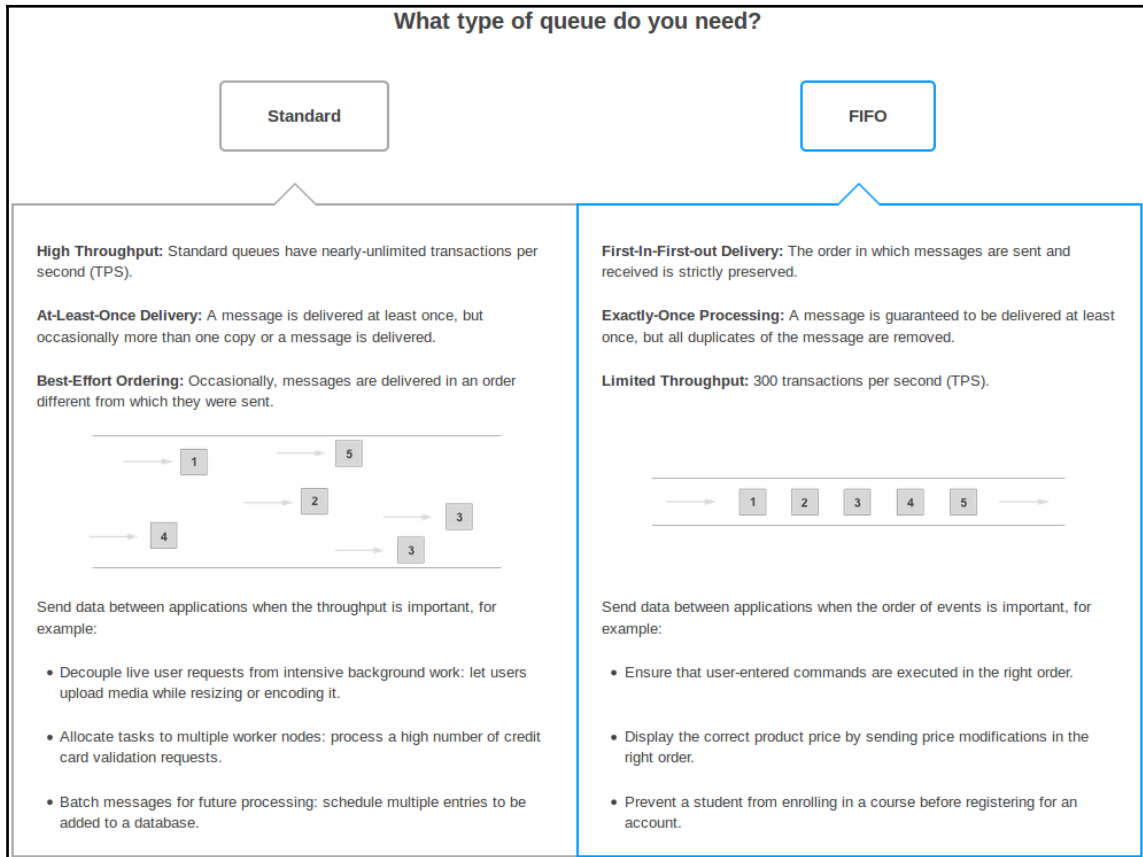 What type of queue do you need?
Standard
FIFO
High Throughput: Standard queues have nearly-unlimited transactions per
second (TPS).
At-Least-Once Delivery: A message is delivered at least once, but
occasionally more than one copy or a message is delivered.
Best-Effort Ordering: Occasionally, messages are delivered in an order
different from which they were sent.
1
5
2
3
4
3
Send data between applications when the throughput is important, for
example:
• Decouple live user requests from intensive background work: let users
upload media while resizing or encoding it.
• Allocate tasks to multiple worker nodes: process a high number of credit
card validation requests.
• Batch messages for future processing: schedule multiple entries to be
added to a database.
First-In-First-out Delivery: The order in which messages are sent and
received is strictly preserved.
Exactly-Once Processing: A message is guaranteed to be delivered at least
once, but all duplicates of the message are removed.
Limited Throughput: 300 transactions per second (TPS).
1 2 3 4 5
Send data between applications when the order of events is important, for
example:
• Ensure that user-entered commands are executed in the right order.
• Display the correct product price by sending price modifications in the
right order.
• Prevent a student from enrolling in a course before registering for an
account.